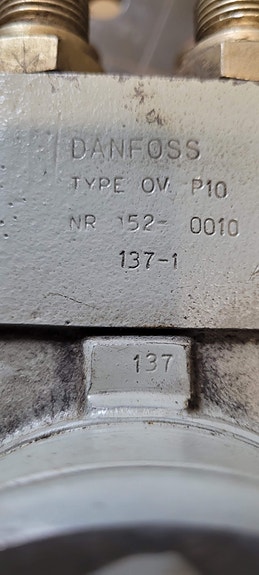 DANFOSS
TYPE OV P10
NR 152- 0010
137-1
137